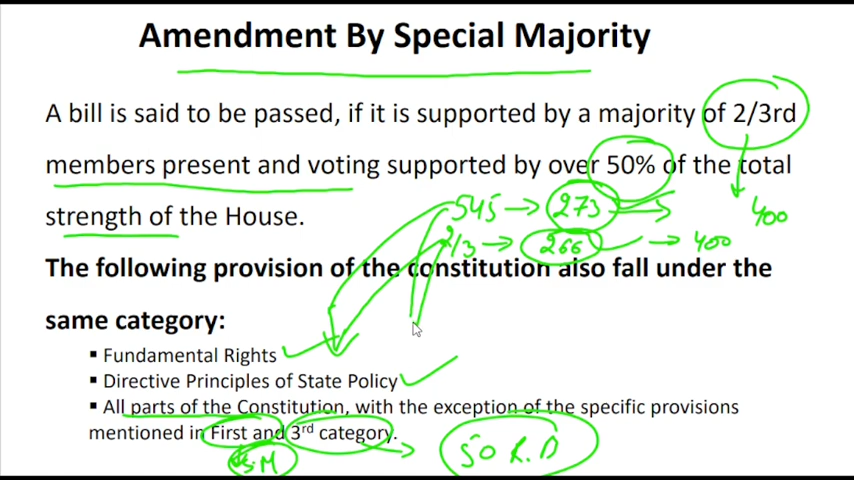 Amendment By Special Majority
A bill is said to be passed, if it is supported by a majority of 2/3rd
members present and voting supported by over 50% of the total
strength of the House.
545 → 273 → 400
2/3 → 266 → 400
The following provision of the constitution also fall under the
same category:
▪ Fundamental Rights
▪ Directive Principles of State Policy
▪ All parts of the Constitution, with the exception of the specific provisions
mentioned in First and 3rd category.
S.M
50